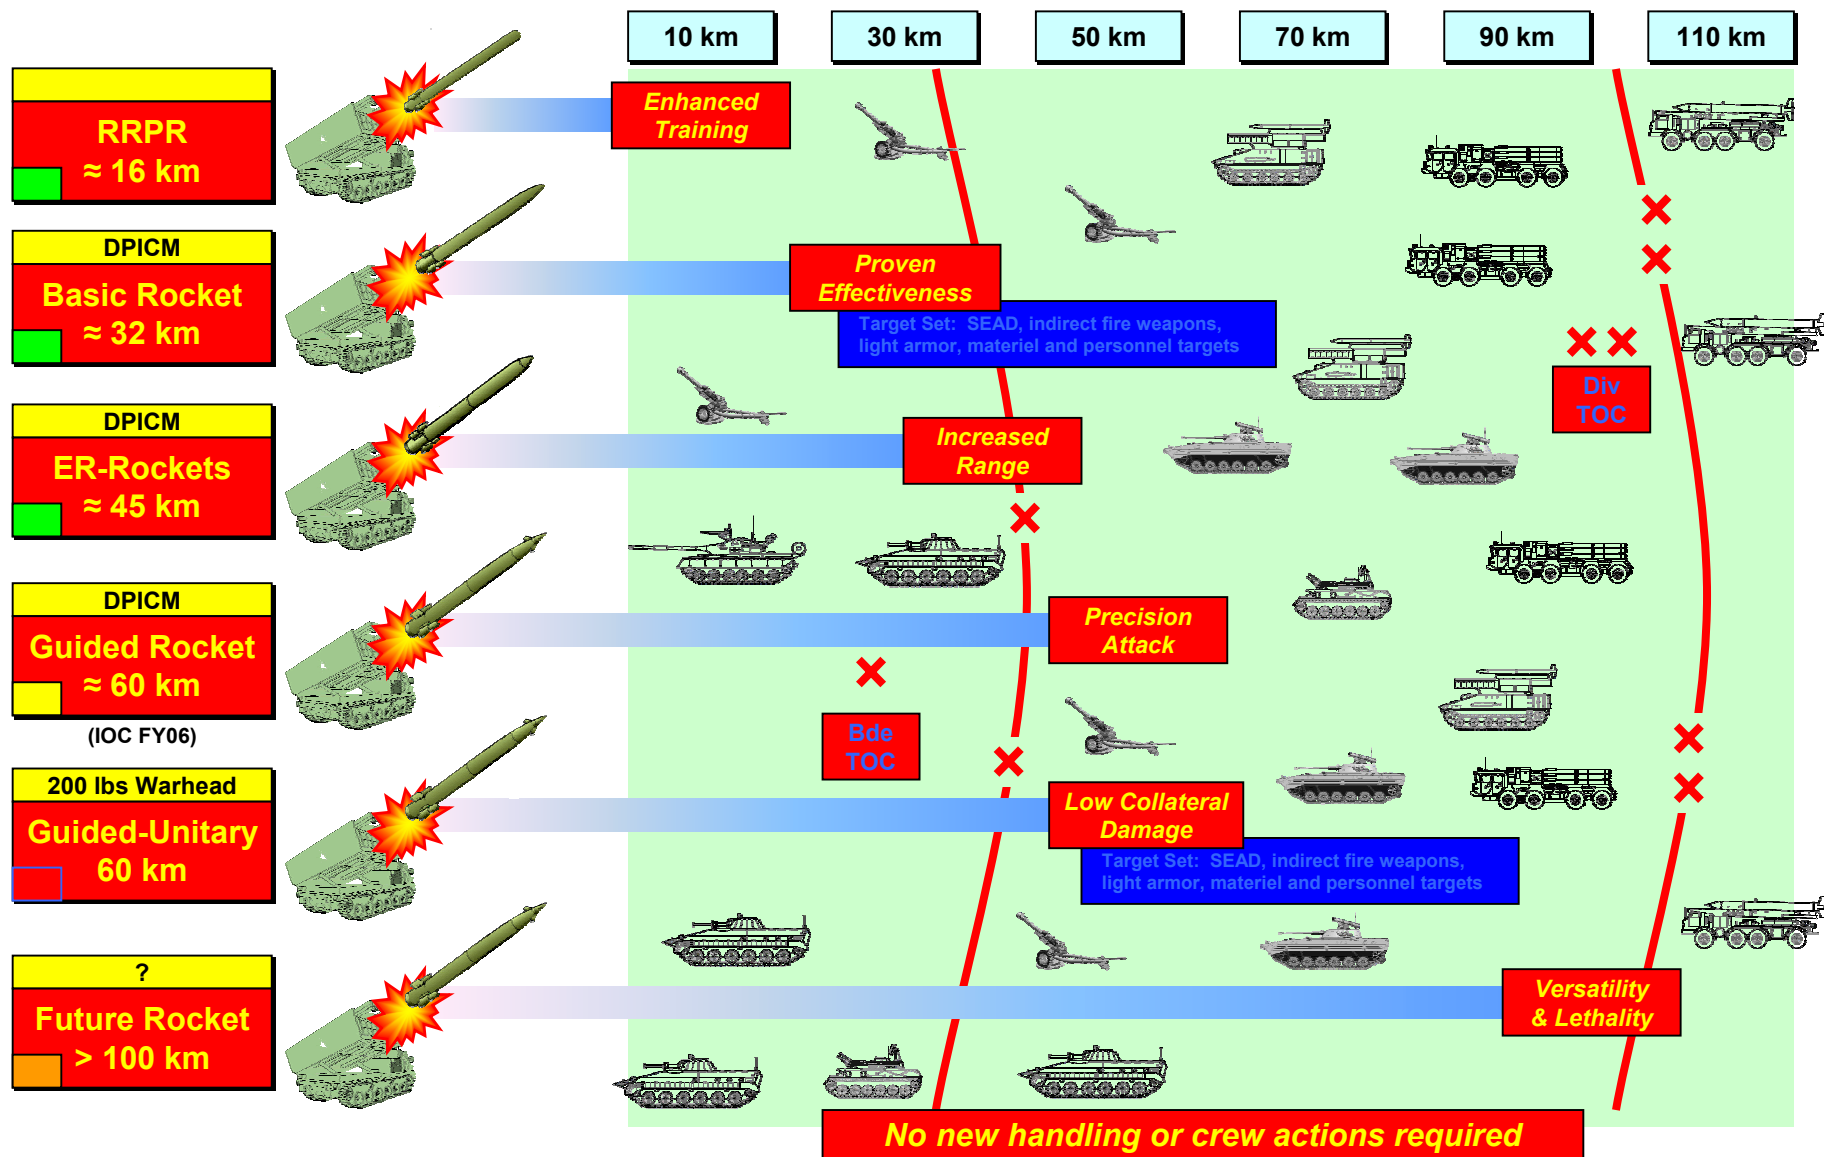 10 km
30 km
50 km
70 km
90 km
110 km
RRPR
≈ 16 km
Enhanced
Training
DPICM
Basic Rocket
≈ 32 km
Proven
Effectiveness
Target Set: SEAD, indirect fire weapons,
light armor, materiel and personnel targets
Div
TOC
DPICM
ER-Rockets
≈ 45 km
Increased
Range
DPICM
Guided Rocket
≈ 60 km
(IOC FY06)
Precision
Attack
Bde
TOC
200 lbs Warhead
Guided-Unitary
60 km
Low Collateral
Damage
Target Set: SEAD, indirect fire weapons,
light armor, materiel and personnel targets
?
Future Rocket
> 100 km
Versatility
& Lethality
No new handling or crew actions required